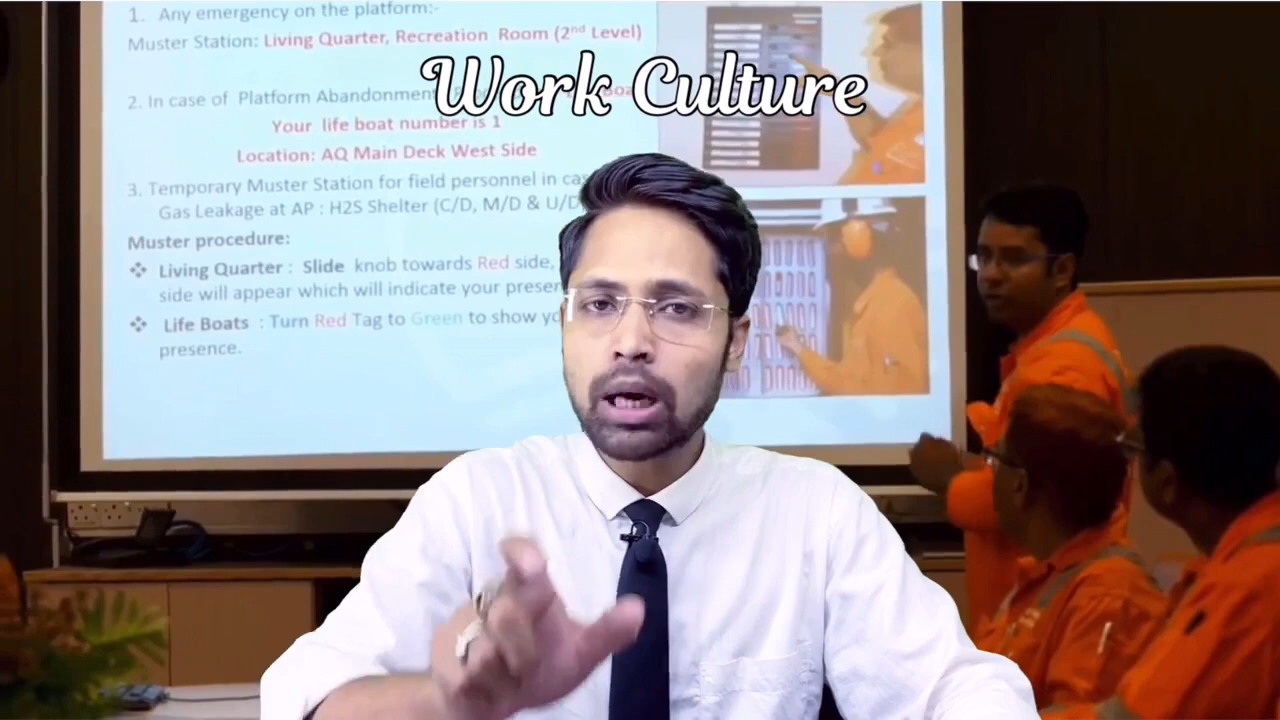 1. Any emergency on the platform:-
Muster Station: Living Quarter, Recreation Room (2nd Level)
Work Culture
2. In case of Platform Abandonment
Your life boat number is 1
Location: AQ Main Deck West Side
3. Temporary Muster Station for field personnel in
Gas Leakage at AP : H2S Shelter (C/D, M/D & U/D
Muster procedure:
❖ Living Quarter : Slide knob towards Red side,
side will appear which will indicate your
❖ Life Boats : Turn Red Tag to Green to show
presence.